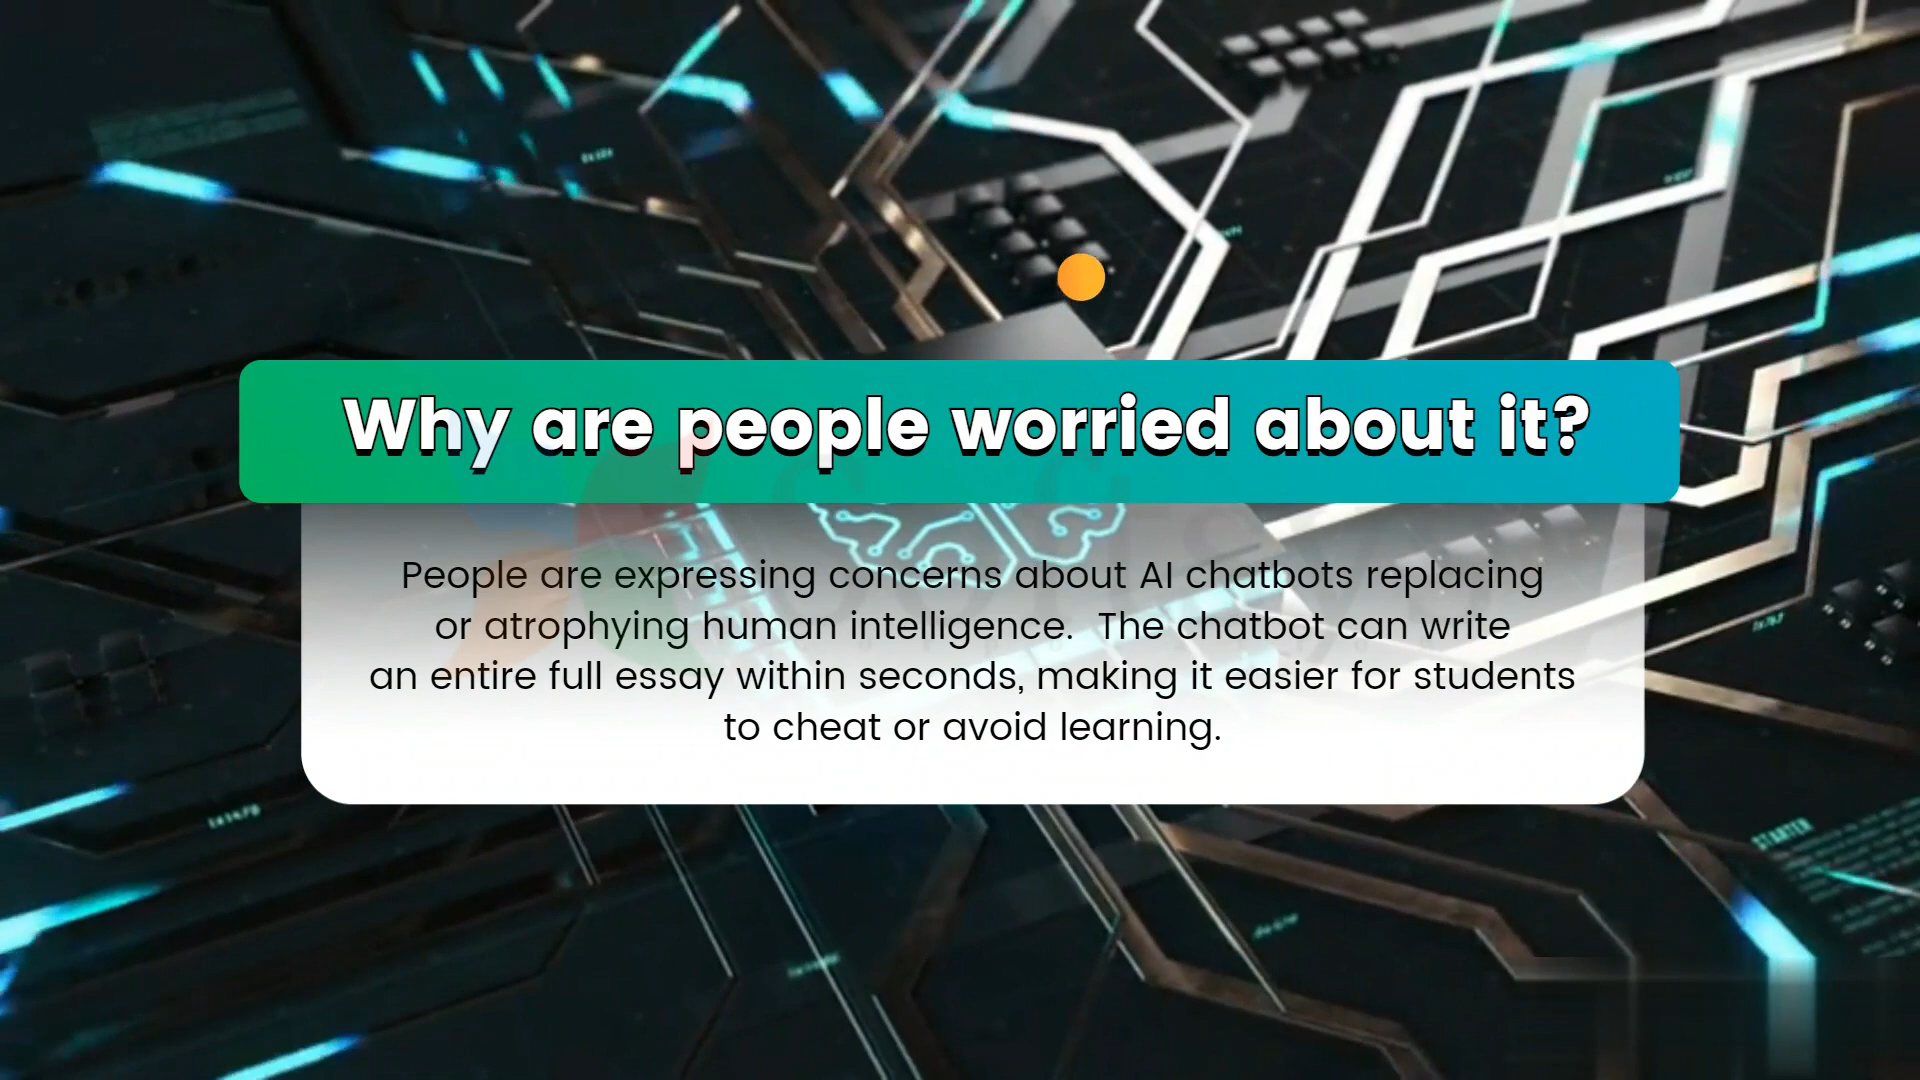 Why are people worried about it?
People are expressing concerns about AI chatbots replacing
or atrophying human intelligence.  The chatbot can write
an entire full essay within seconds, making it easier for students
to cheat or avoid learning.
STARTER